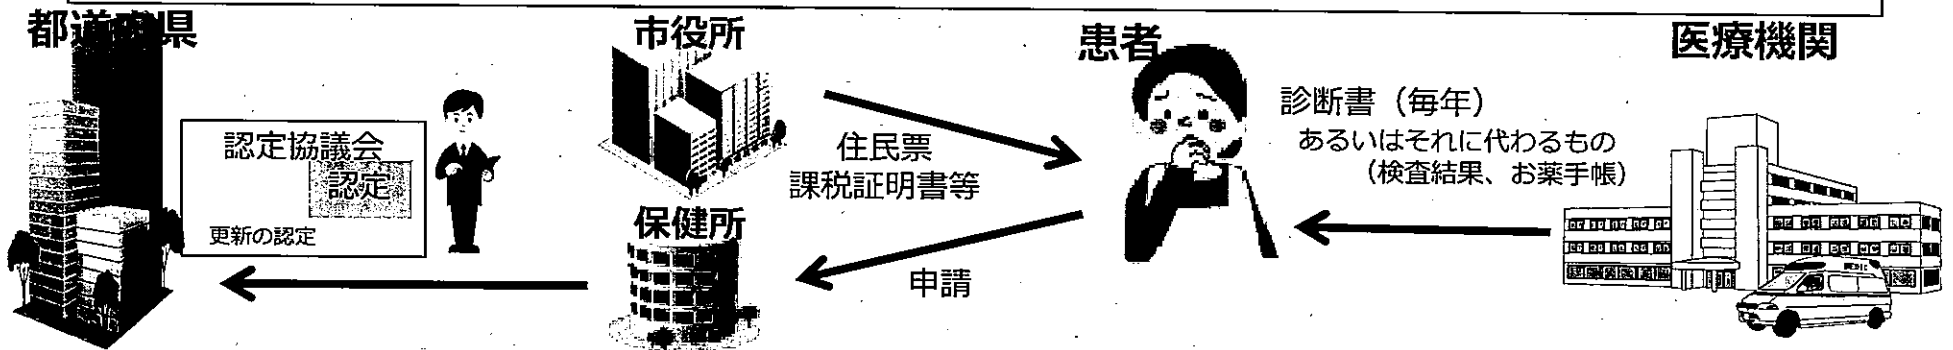 都道府県
市役所
患者
医療機関
認定協議会
認定
更新の認定
住民票
課税証明書等
診断書（毎年）
あるいはそれに代わるもの
（検査結果、お薬手帳）
保健所
申請